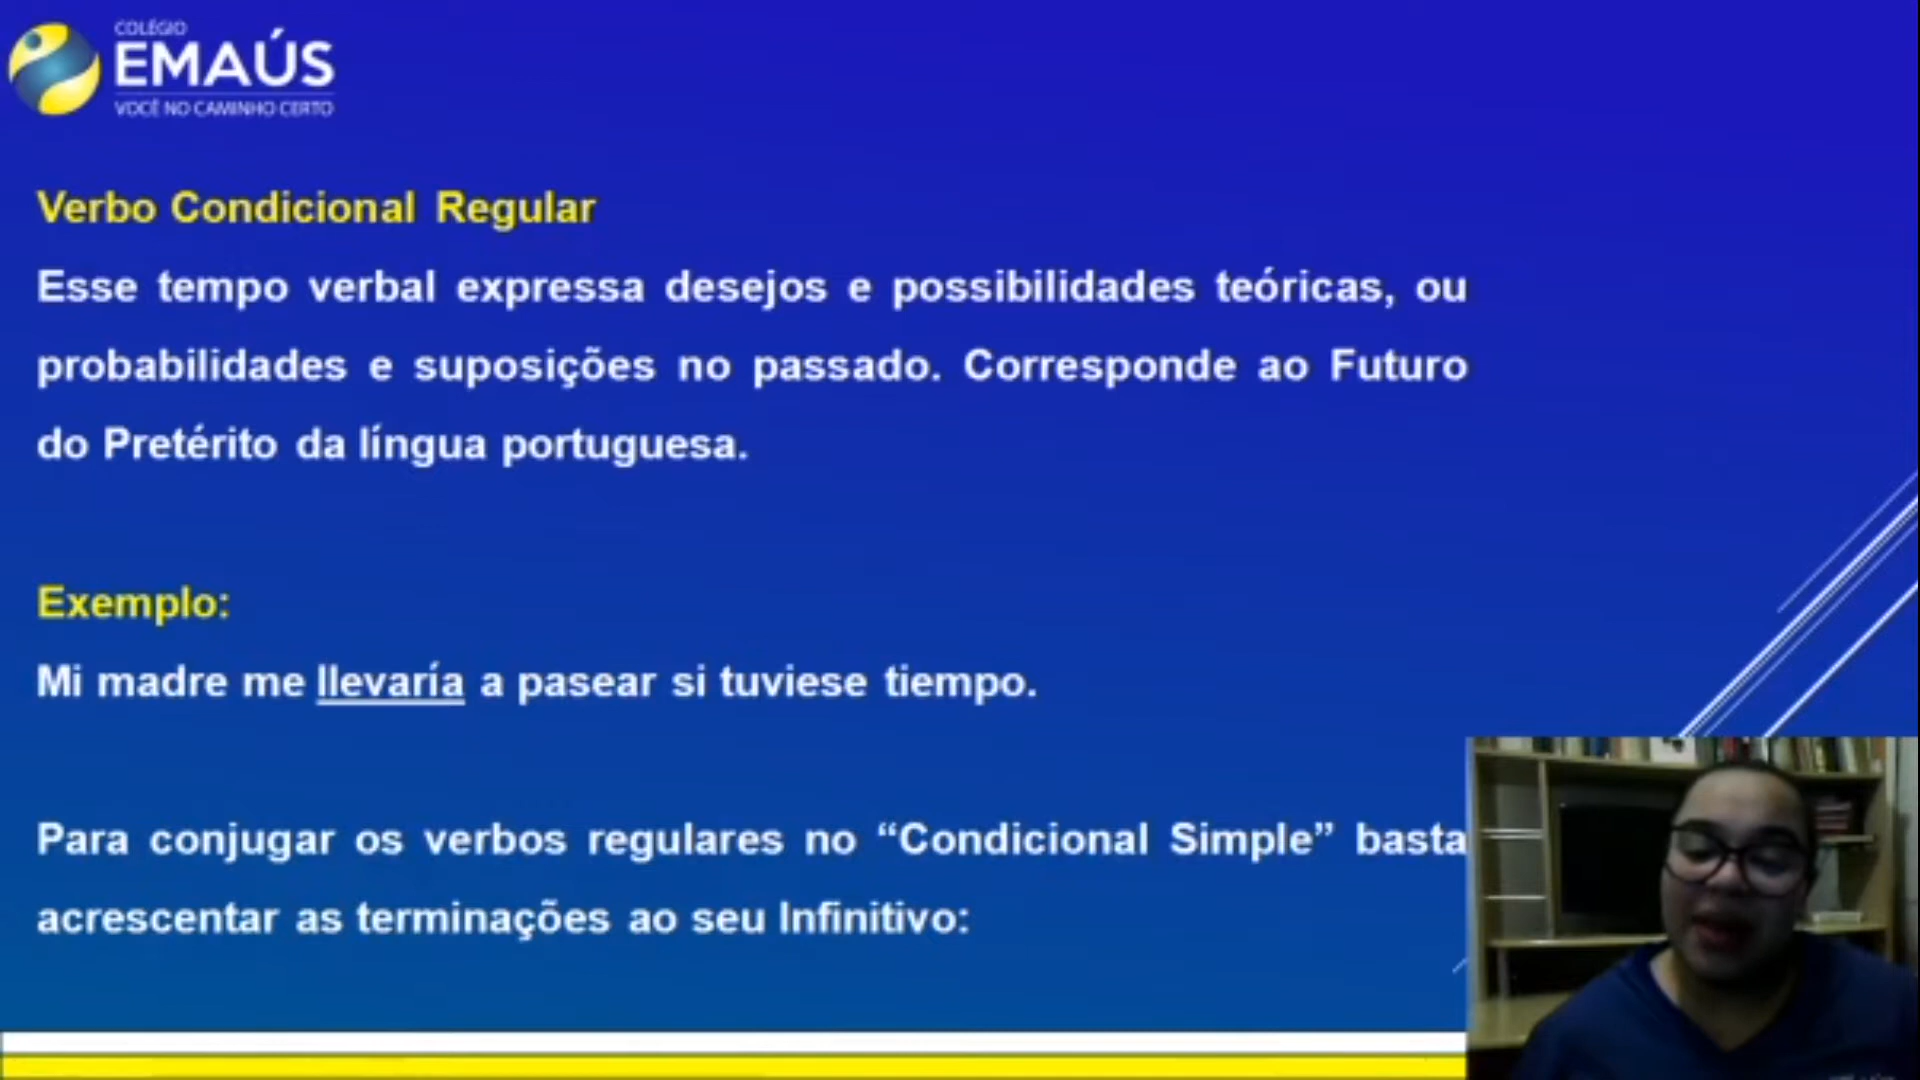 COLÉGIO
EMAÚS
VOCÊ NO CAMINHO CERTO
Verbo Condicional Regular
Esse tempo verbal expressa desejos e possibilidades teóricas, ou
probabilidades e suposições no passado. Corresponde ao Futuro
do Pretérito da língua portuguesa.
Exemplo:
Mi madre me llevaría a pasear si tuviese tiempo.
Para conjugar os verbos regulares no “Condicional Simple” basta
acrescentar as terminações ao seu Infinitivo: